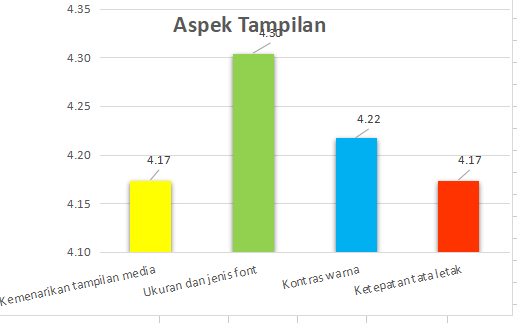 Aspek Tampilan
4.35
4.30
4.25
4.20
4.15
4.10
4.17
4.30
4.22
4.17
Kemenarikan tampilan media
Ukuran dan jenis font
Kontras warna
Ketepatan tata letak